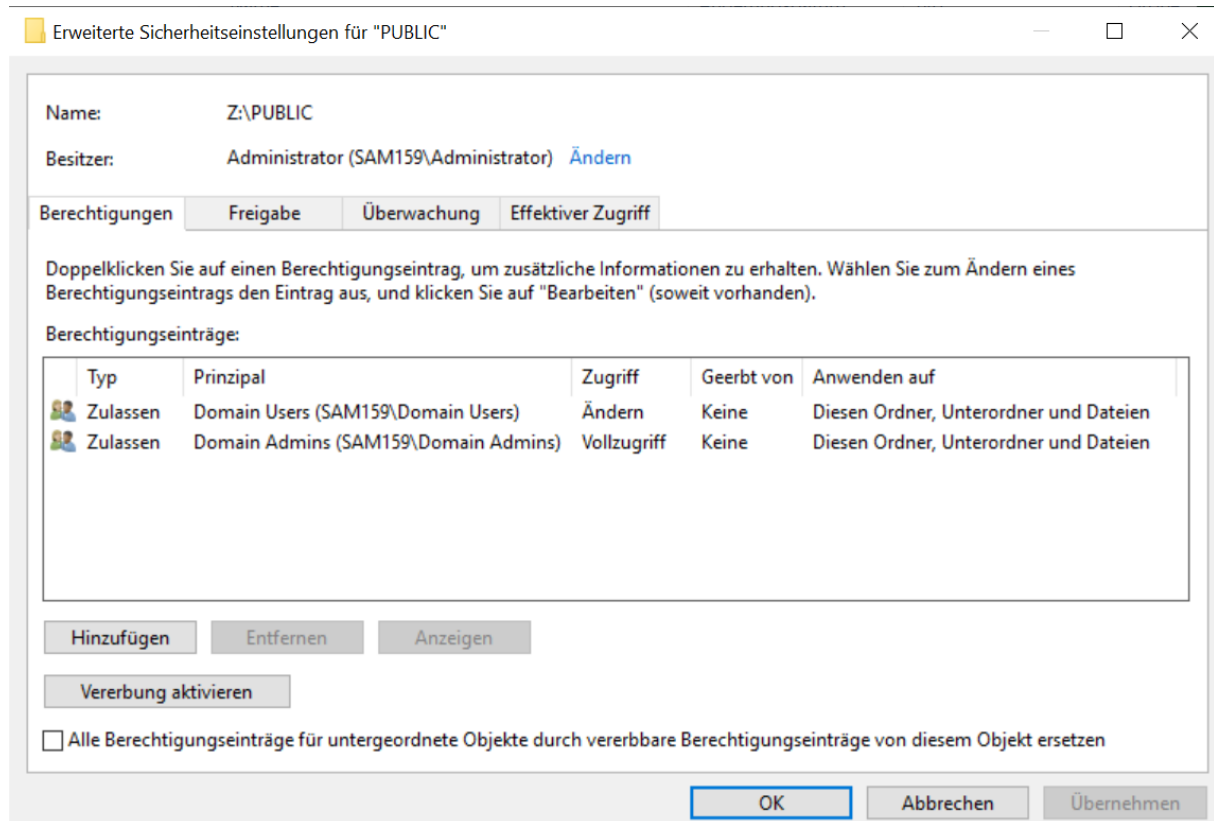 Erweiterte Sicherheitseinstellungen für "PUBLIC"
Name: Z:\PUBLIC
Besitzer: Administrator (SAM159\Administrator) Ändern
Berechtigungen Freigabe Überwachung Effektiver Zugriff
Doppelklicken Sie auf einen Berechtigungseintrag, um zusätzliche Informationen zu erhalten. Wählen Sie zum Ändern eines
Berechtigungseintrags den Eintrag aus, und klicken Sie auf "Bearbeiten" (soweit vorhanden).
Berechtigungseinträge:
Typ Prinzipal Zugriff Geerbt von Anwenden auf
Zulassen Domain Users (SAM159\Domain Users) Ändern Keine Diesen Ordner, Unterordner und Dateien
Zulassen Domain Admins (SAM159\Domain Admins) Vollzugriff Keine Diesen Ordner, Unterordner und Dateien
Hinzufügen Entfernen Anzeigen
Vererbung aktivieren
Alle Berechtigungseinträge für untergeordnete Objekte durch vererbbare Berechtigungseinträge von diesem Objekt ersetzen
OK Abbrechen Übernehmen